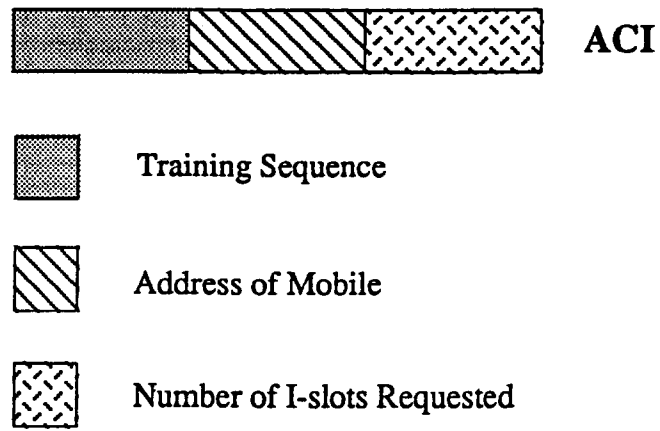 ACI
Training Sequence
Address of Mobile
Number of I-slots Requested